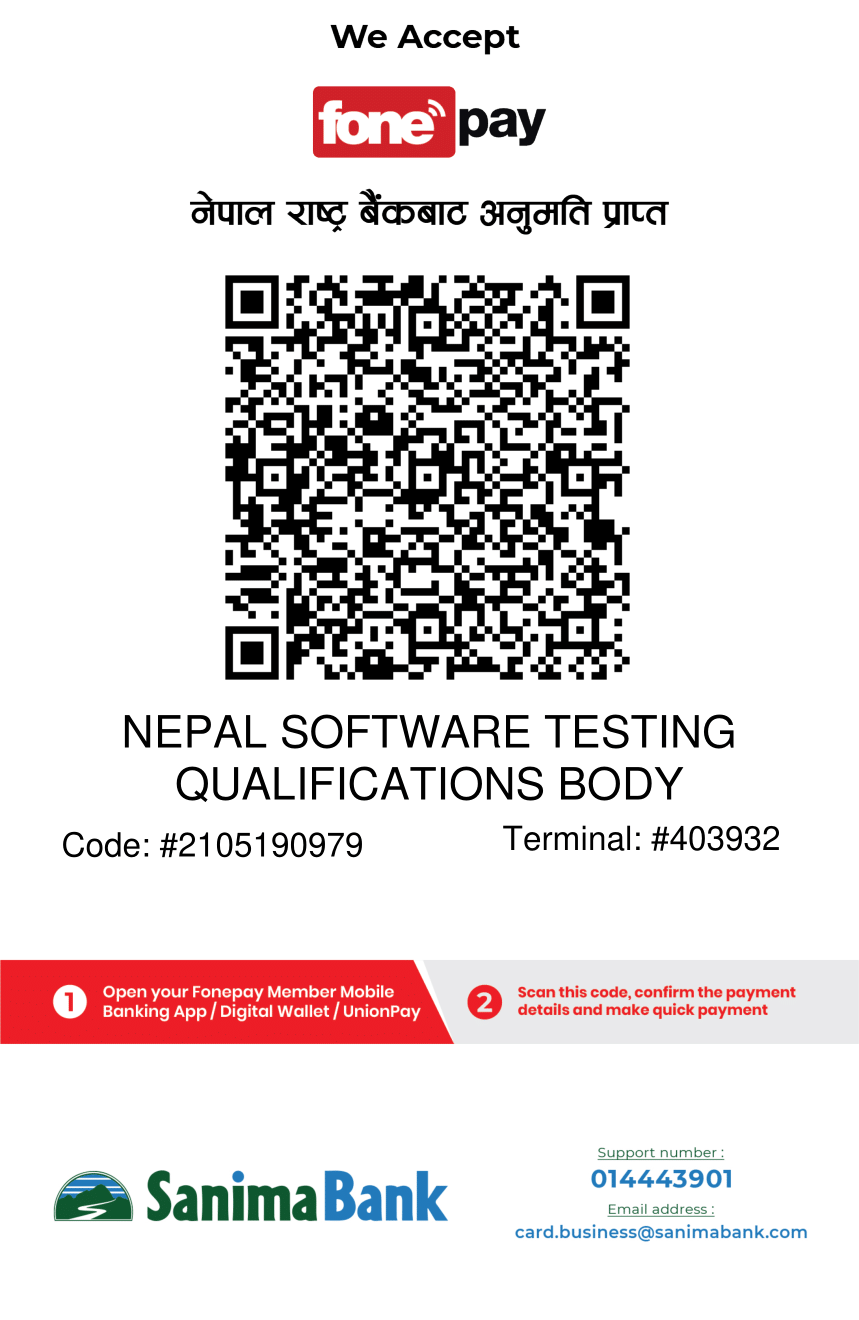 We Accept
fonepay
नेपाल राष्ट्र बैंकबाट अनुमति प्राप्त
NEPAL SOFTWARE TESTING
QUALIFICATIONS BODY
Code: #2105190979
Terminal: #403932
1
Open your Fonepay Member Mobile
Banking App / Digital Wallet / UnionPay
2
Scan this code, confirm the payment
details and make quick payment
SanimaBank
Support number :
014443901
Email address :
card.business@sanimabank.com